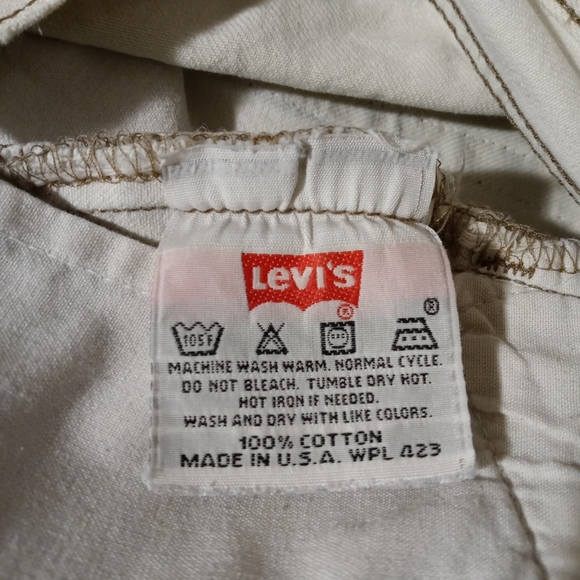 Levi's
®
®
105°F
MACHINE WASH WARM. NORMAL CYCLE.
DO NOT BLEACH. TUMBLE DRY HOT.
HOT IRON IF NEEDED.
WASH AND DRY WITH LIKE COLORS.
100% COTTON
MADE IN U.S.A. WPL 423